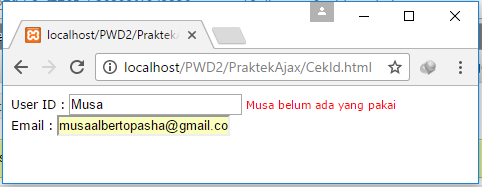 localhost/PWD2/PraktekA
localhost/PWD2/PraktekAjax/CekId.html
User ID : Musa Musa belum ada yang pakai
Email : musaalbertopasha@gmail.co